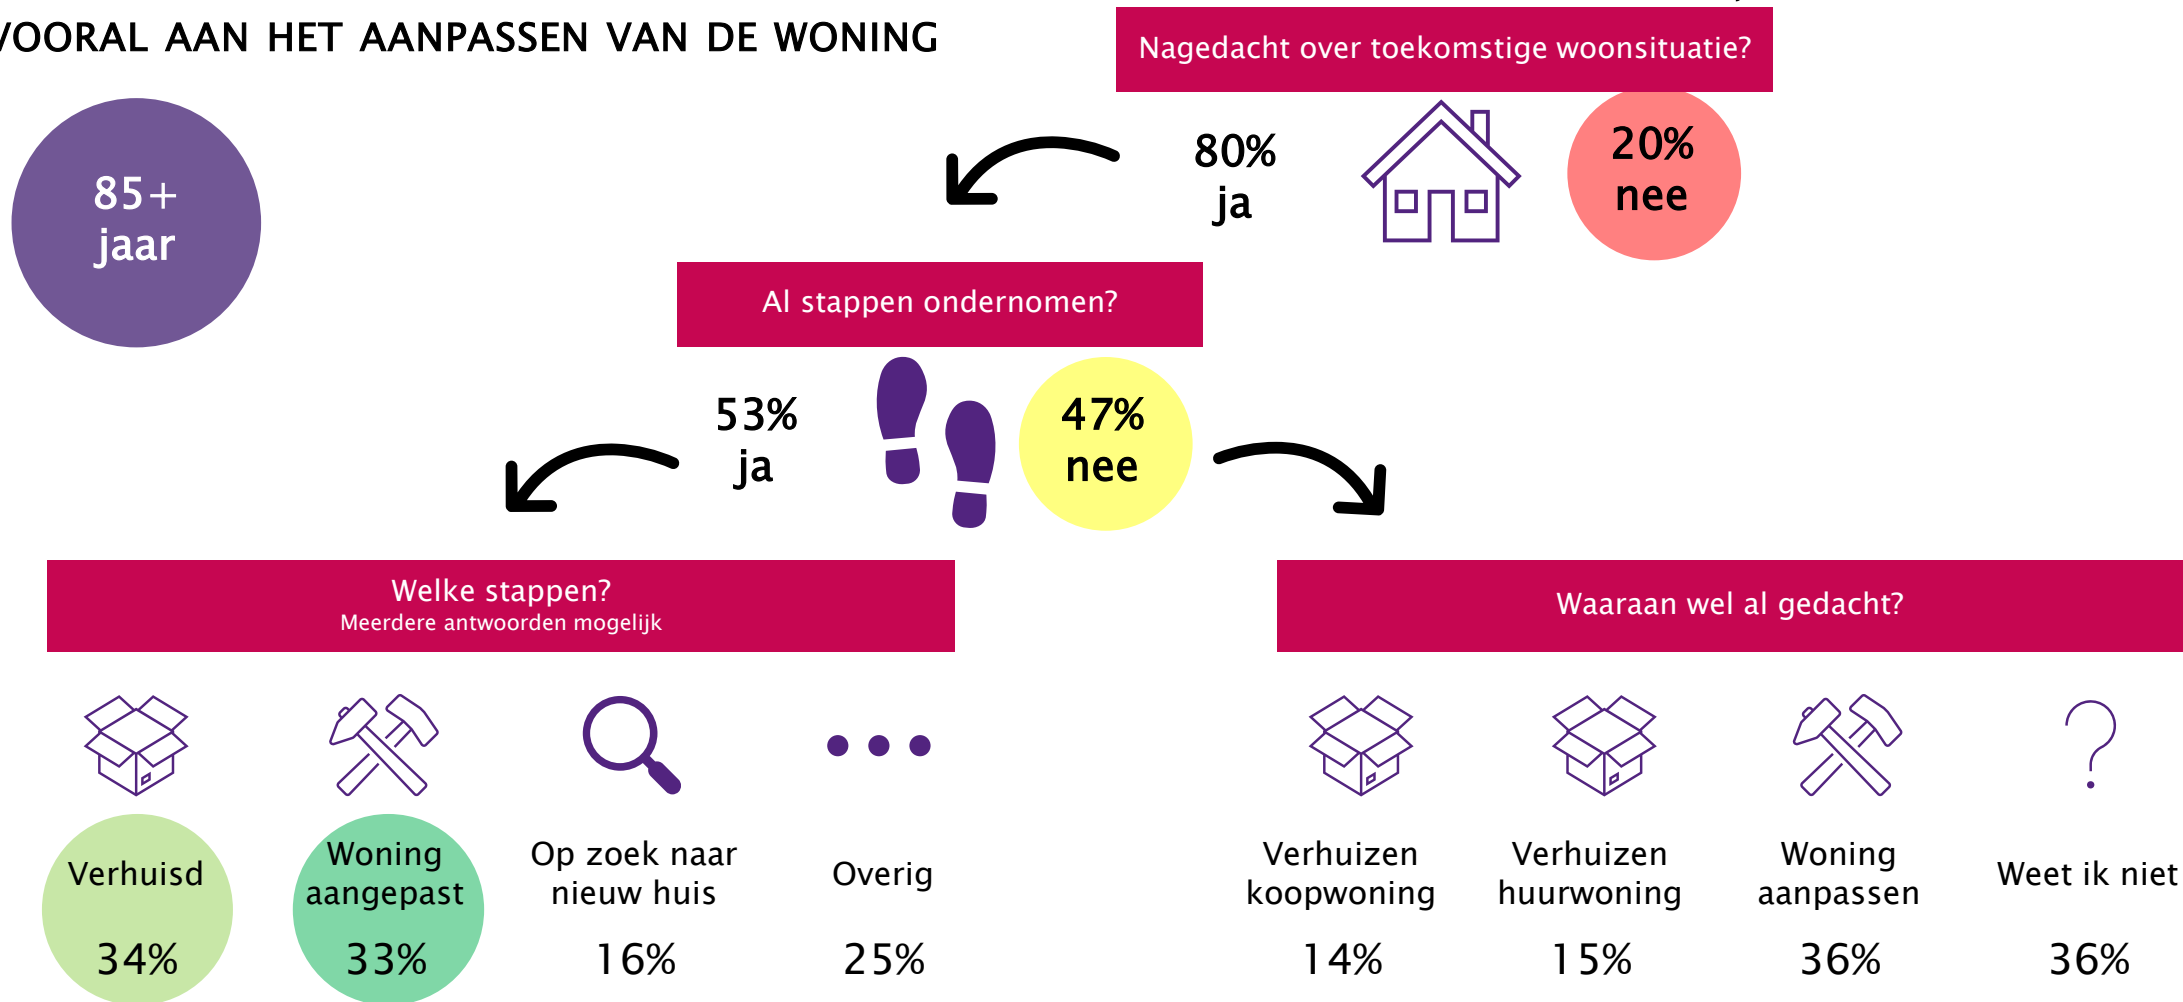 VOORAL AAN HET AANPASSEN VAN DE WONING
Nagedacht over toekomstige woonsituatie?
85+
jaar
80%
ja
20%
nee
Al stappen ondernomen?
53%
ja
47%
nee
Welke stappen?
Meerdere antwoorden mogelijk
Waaraan wel al gedacht?
Verhuisd
34%
Woning
aangepast
33%
Op zoek naar
nieuw huis
16%
Overig
25%
Verhuizen
koopwoning
14%
Verhuizen
huurwoning
15%
Woning
aanpassen
36%
Weet ik niet
36%